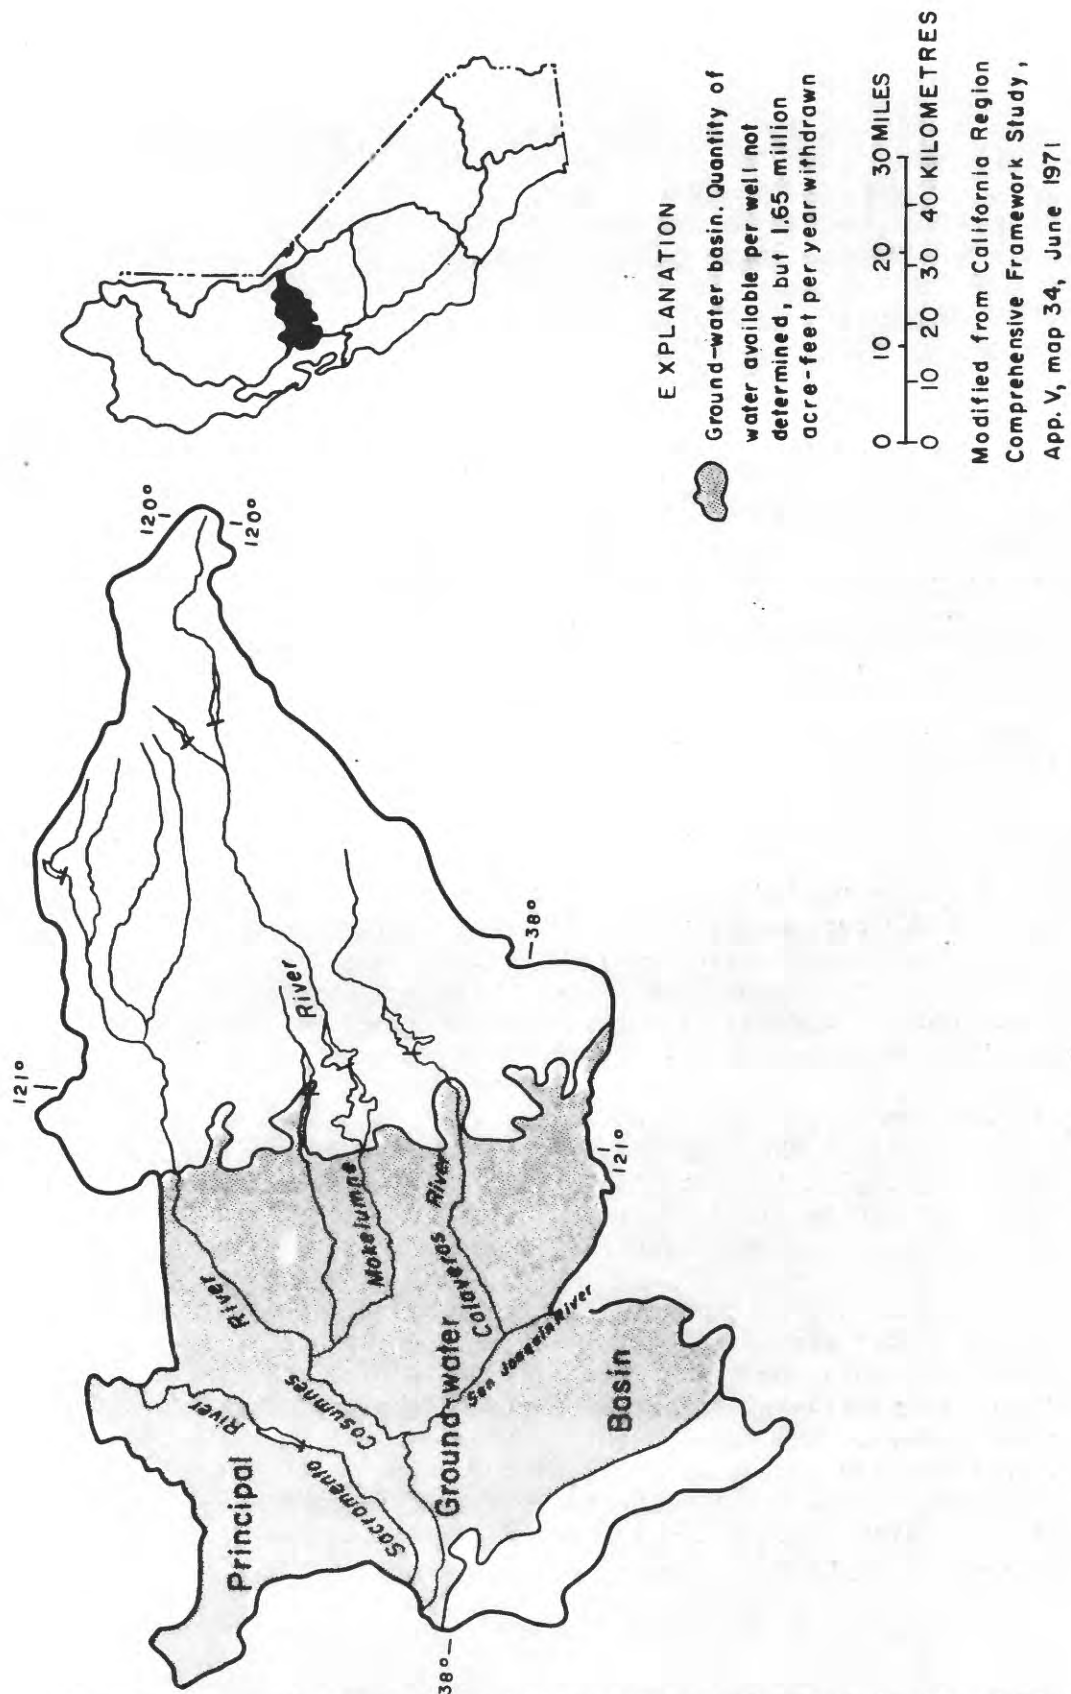 120°
120°
121°
121°
38°
38°
Principal
Ground-water
Basin
Sacramento
River
Cosumnes
River
Mokelumne
River
Calaveras River
San Joaquin River
EXPLANATION
Ground-water basin. Quantity of
water available per well not
determined, but 1.65 million
acre-feet per year withdrawn
0 10 20 30 MILES
0 10 20 30 40 KILOMETRES
Modified from California Region
Comprehensive Framework Study,
App. V, map 34, June 1971